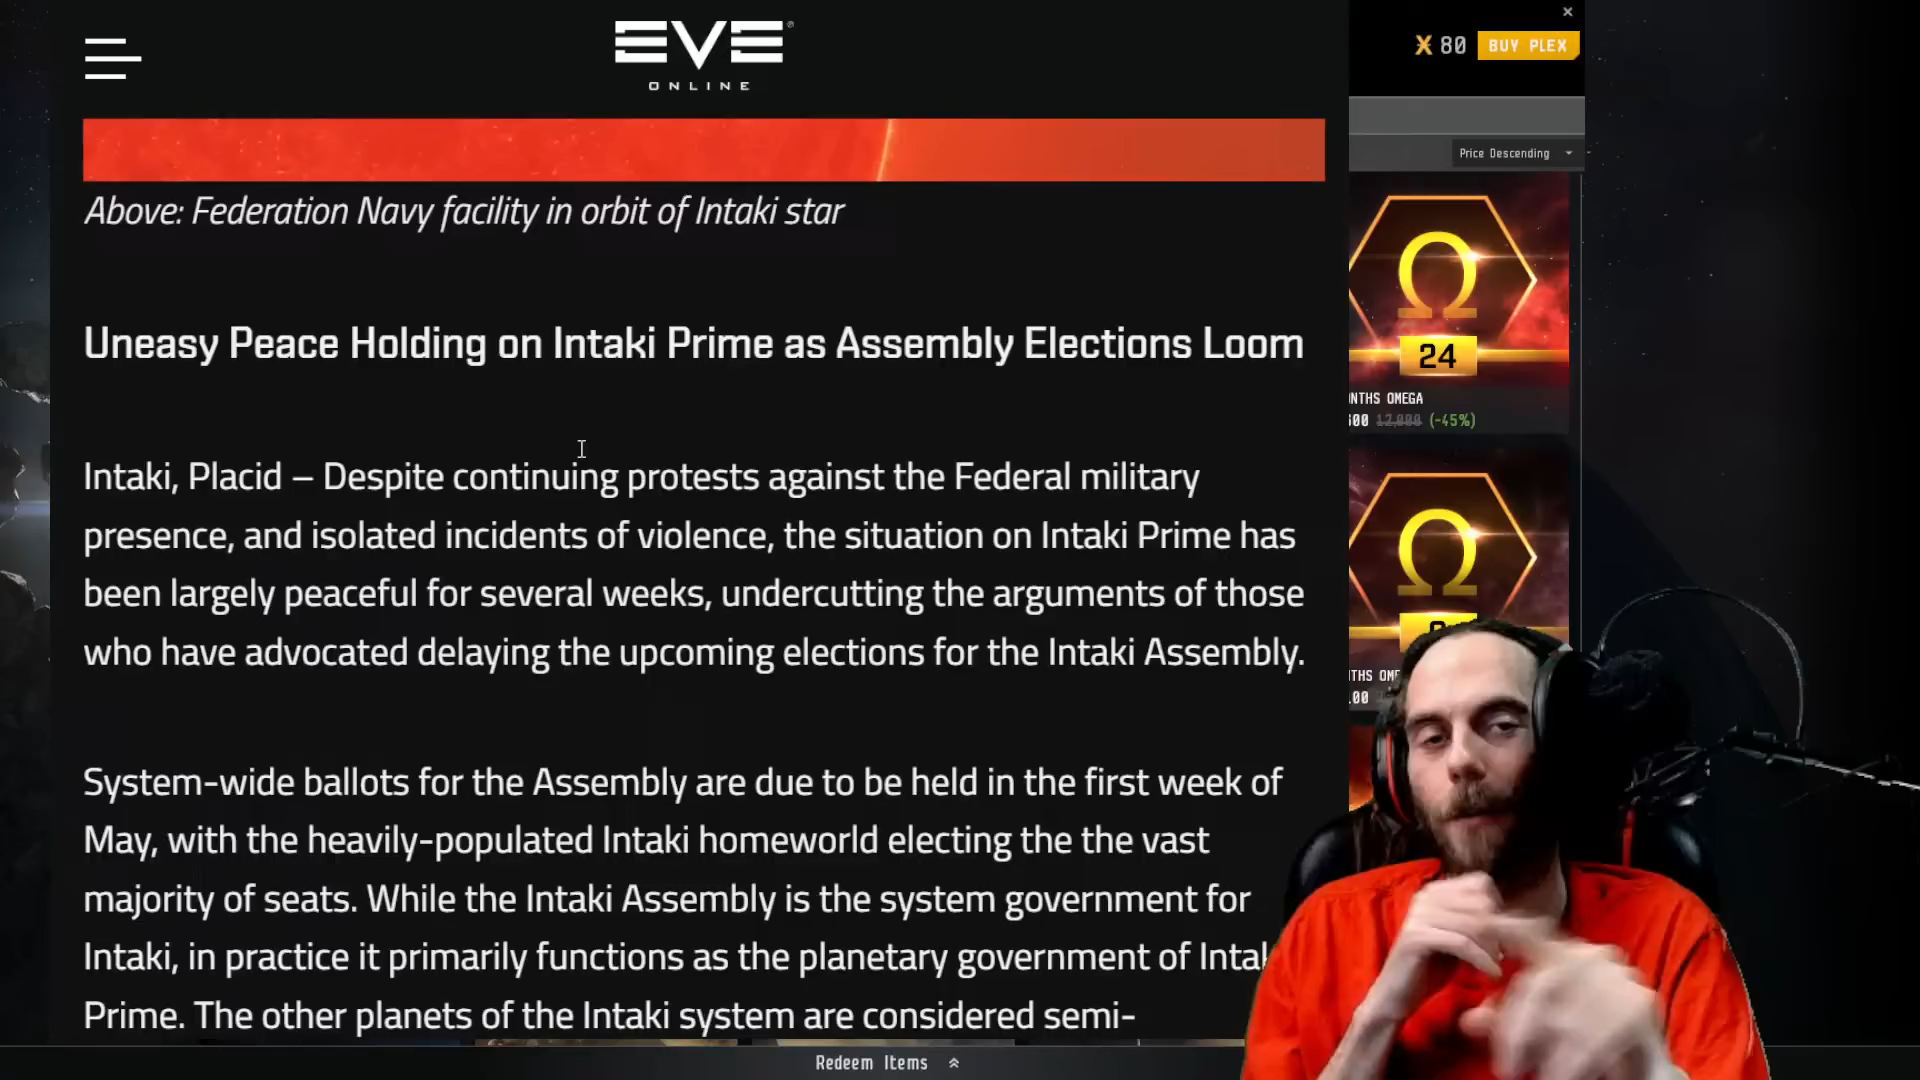 EVE
ONLINE
80 BUY PLEX
Price Descending
Above: Federation Navy facility in orbit of Intaki star
Uneasy Peace Holding on Intaki Prime as Assembly Elections Loom
Intaki, Placid – Despite continuing protests against the Federal military
presence, and isolated incidents of violence, the situation on Intaki Prime has
been largely peaceful for several weeks, undercutting the arguments of those
who have advocated delaying the upcoming elections for the Intaki Assembly.
System-wide ballots for the Assembly are due to be held in the first week of
May, with the heavily-populated Intaki homeworld electing the the vast
majority of seats. While the Intaki Assembly is the system government for
Intaki, in practice it primarily functions as the planetary government of
Prime. The other planets of the Intaki system are considered semi-
Ω
24
OMEGA
12,000 (-45%)
Ω
Redeem Items